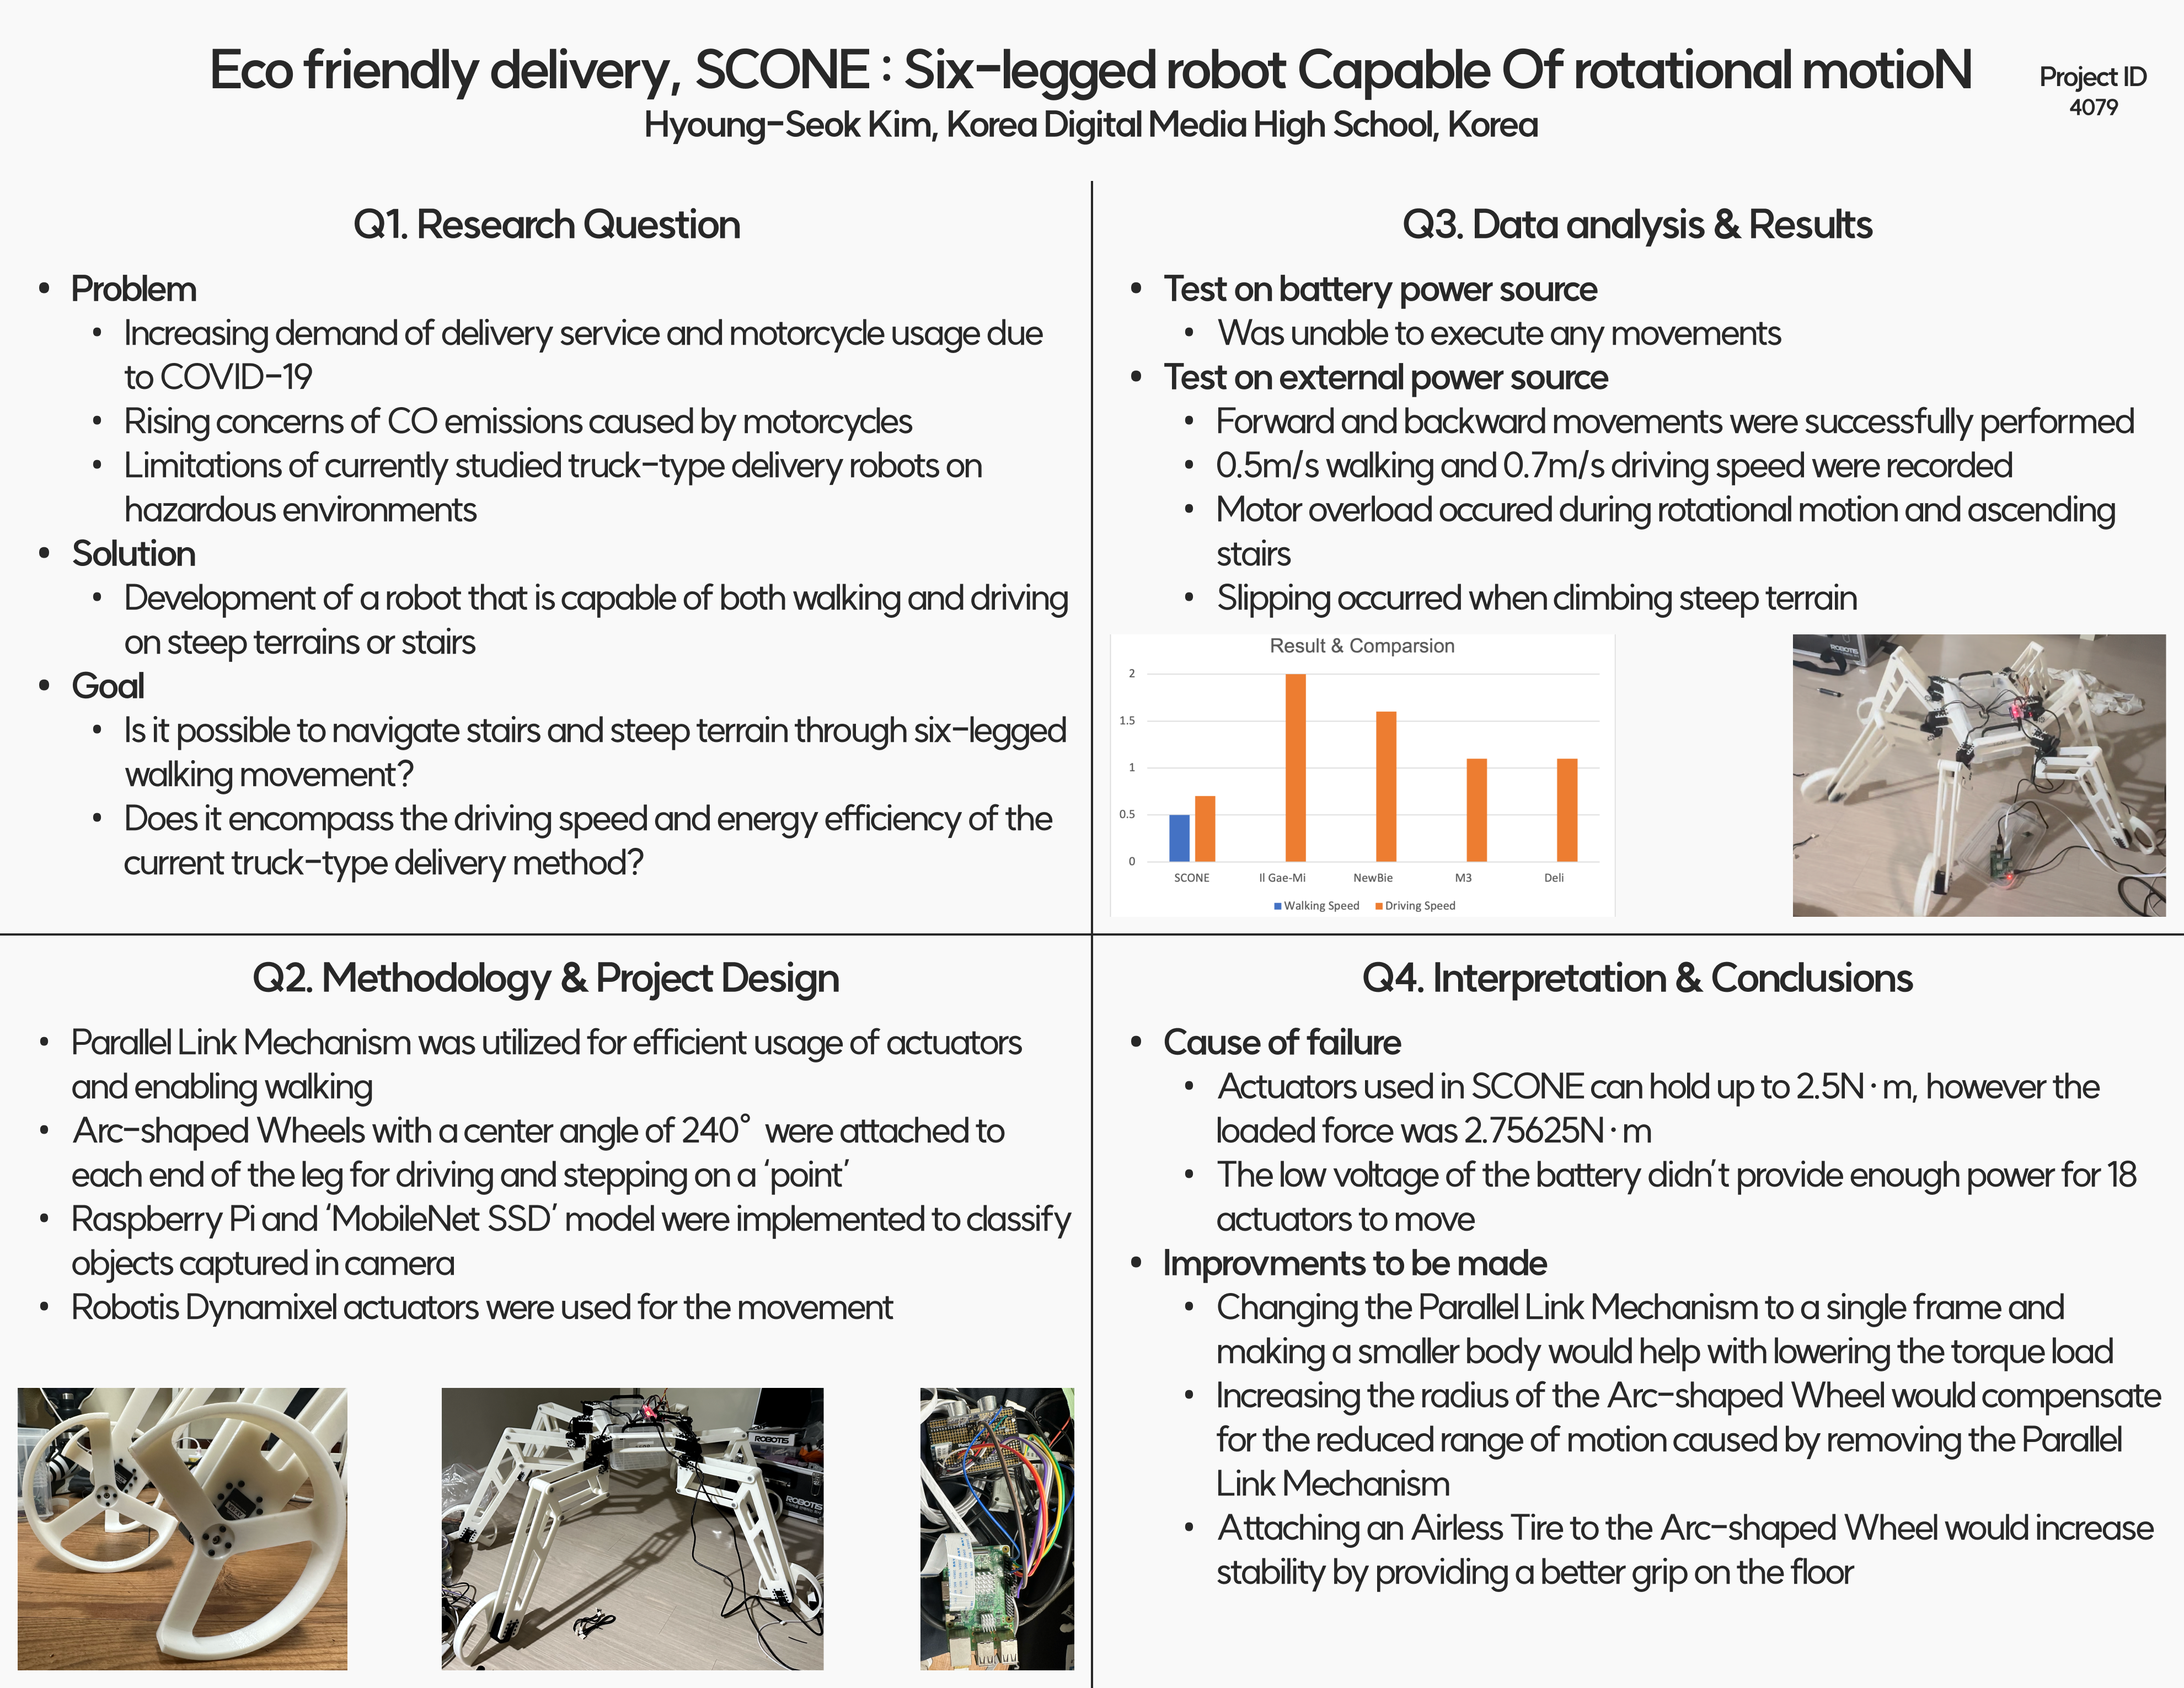 Eco friendly delivery, SCONE : Six-legged robot Capable Of rotational motioN
Hyoung-Seok Kim, Korea Digital Media High School, Korea
Project ID
4079
Q1. Research Question
• Problem
• Increasing demand of delivery service and motorcycle usage due
to COVID-19
• Rising concerns of CO emissions caused by motorcycles
• Limitations of currently studied truck-type delivery robots on
hazardous environments
• Solution
• Development of a robot that is capable of both walking and driving
on steep terrains or stairs
• Goal
• Is it possible to navigate stairs and steep terrain through six-legged
walking movement?
• Does it encompass the driving speed and energy efficiency of the
current truck-type delivery method?
Q2. Methodology & Project Design
• Parallel Link Mechanism was utilized for efficient usage of actuators
and enabling walking
• Arc-shaped Wheels with a center angle of 240° were attached to
each end of the leg for driving and stepping on a ‘point’
• Raspberry Pi and ‘MobileNet SSD’ model were implemented to classify
objects captured in camera
• Robotis Dynamixel actuators were used for the movement
ROBOTIS
ROBOTIS
Q3. Data analysis & Results
• Test on battery power source
• Was unable to execute any movements
• Test on external power source
• Forward and backward movements were successfully performed
• 0.5m/s walking and 0.7m/s driving speed were recorded
• Motor overload occured during rotational motion and ascending
stairs
• Slipping occurred when climbing steep terrain
Result & Comparsion
2
1.5
1
0.5
0
SCONE Il Gae-Mi NewBie M3 Deli
Walking Speed Driving Speed
ROBOTIS
Q4. Interpretation & Conclusions
• Cause of failure
• Actuators used in SCONE can hold up to 2.5N·m, however the
loaded force was 2.75625N·m
• The low voltage of the battery didn’t provide enough power for 18
actuators to move
• Improvments to be made
• Changing the Parallel Link Mechanism to a single frame and
making a smaller body would help with lowering the torque load
• Increasing the radius of the Arc-shaped Wheel would compensate
for the reduced range of motion caused by removing the Parallel
Link Mechanism
• Attaching an Airless Tire to the Arc-shaped Wheel would increase
stability by providing a better grip on the floor